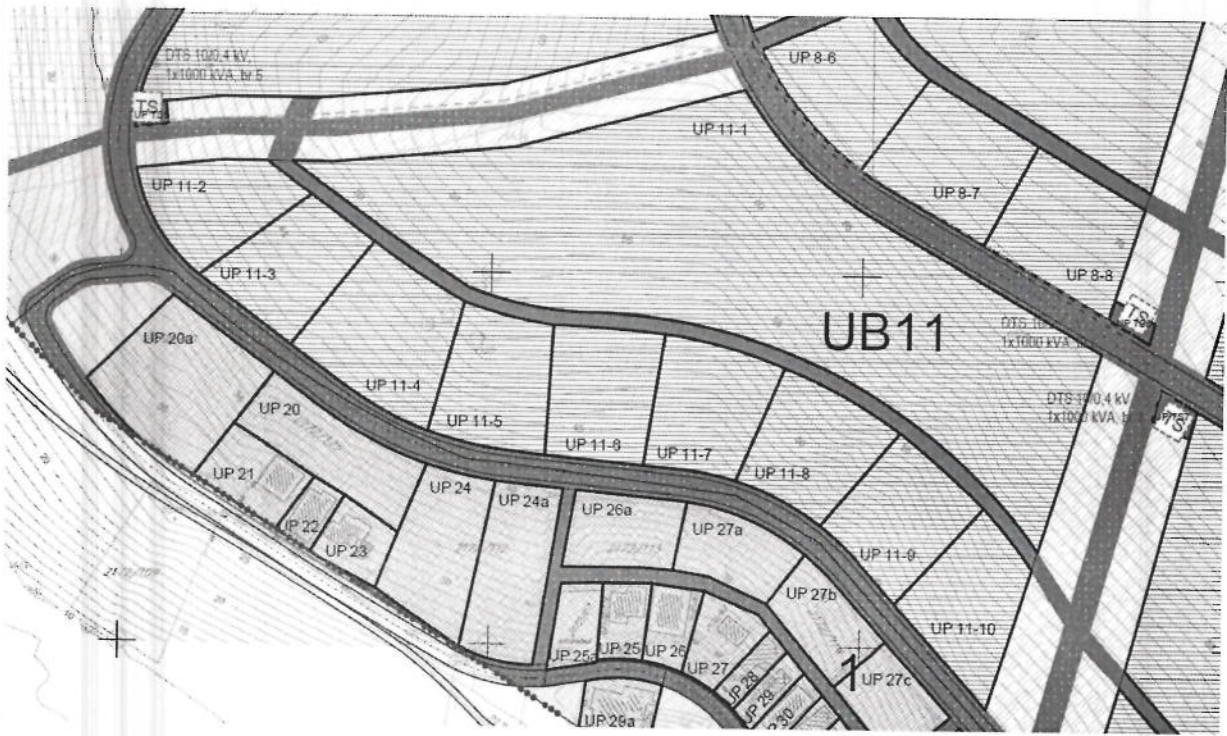 DTS 10/0,4 kV,
1x1000 kVA, br.5
TS
UP 8-6
UP 11-1
UP 11-2
UP 8-7
UP 11-3
UP 8-8
TS
UB11
1x1000 kVA,
UP 20a
UP 11-4
DTS 10/0,4 kV
1x1000 kVA, br.
TS
UP 20
UP 11-5
UP 11-6
UP 11-7
UP 11-8
UP 21
UP 24
UP 24a
UP 26a
UP 27a
UP 22
UP 23
UP 11-9
UP 27b
UP 11-10
UP 25a
UP 25
UP 26
UP 27
UP 28
UP 29
UP 30
1
UP 27c
UP 29a